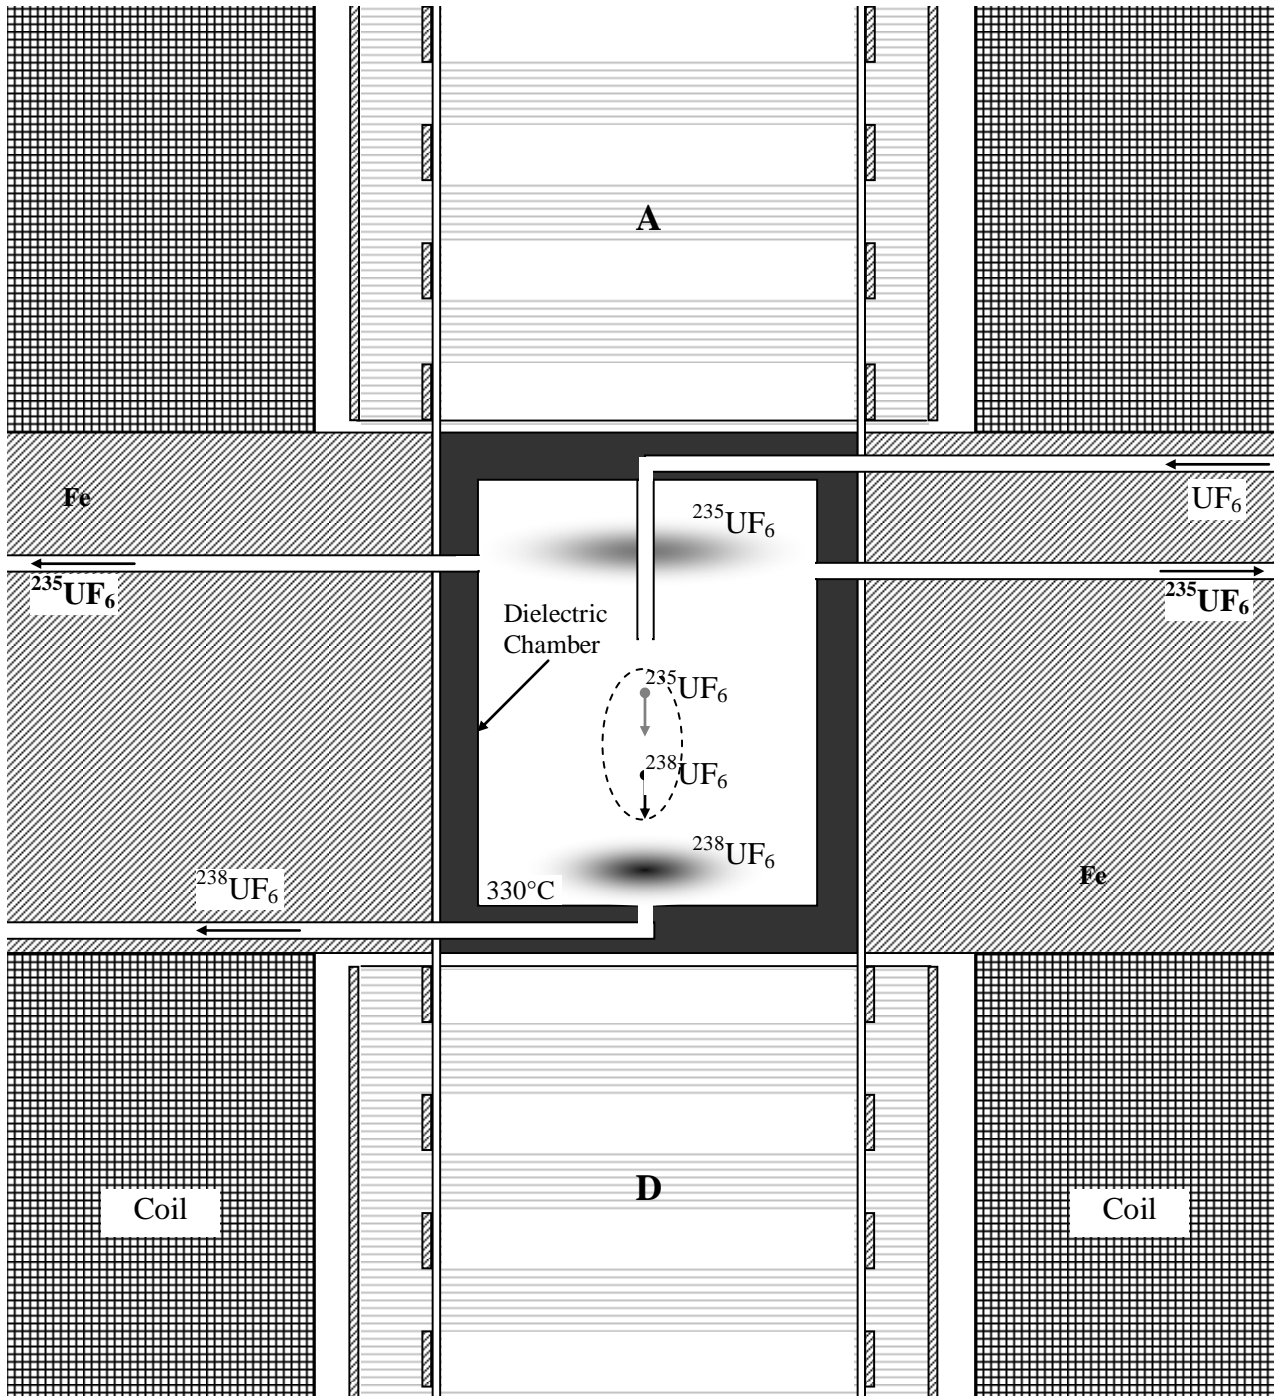 A
Fe
UF₆
²³⁵UF₆
²³⁵UF₆
²³⁵UF₆
Dielectric
Chamber
²³⁵UF₆
²³⁸UF₆
²³⁸UF₆
Fe
330°C
²³⁸UF₆
D
Coil
Coil